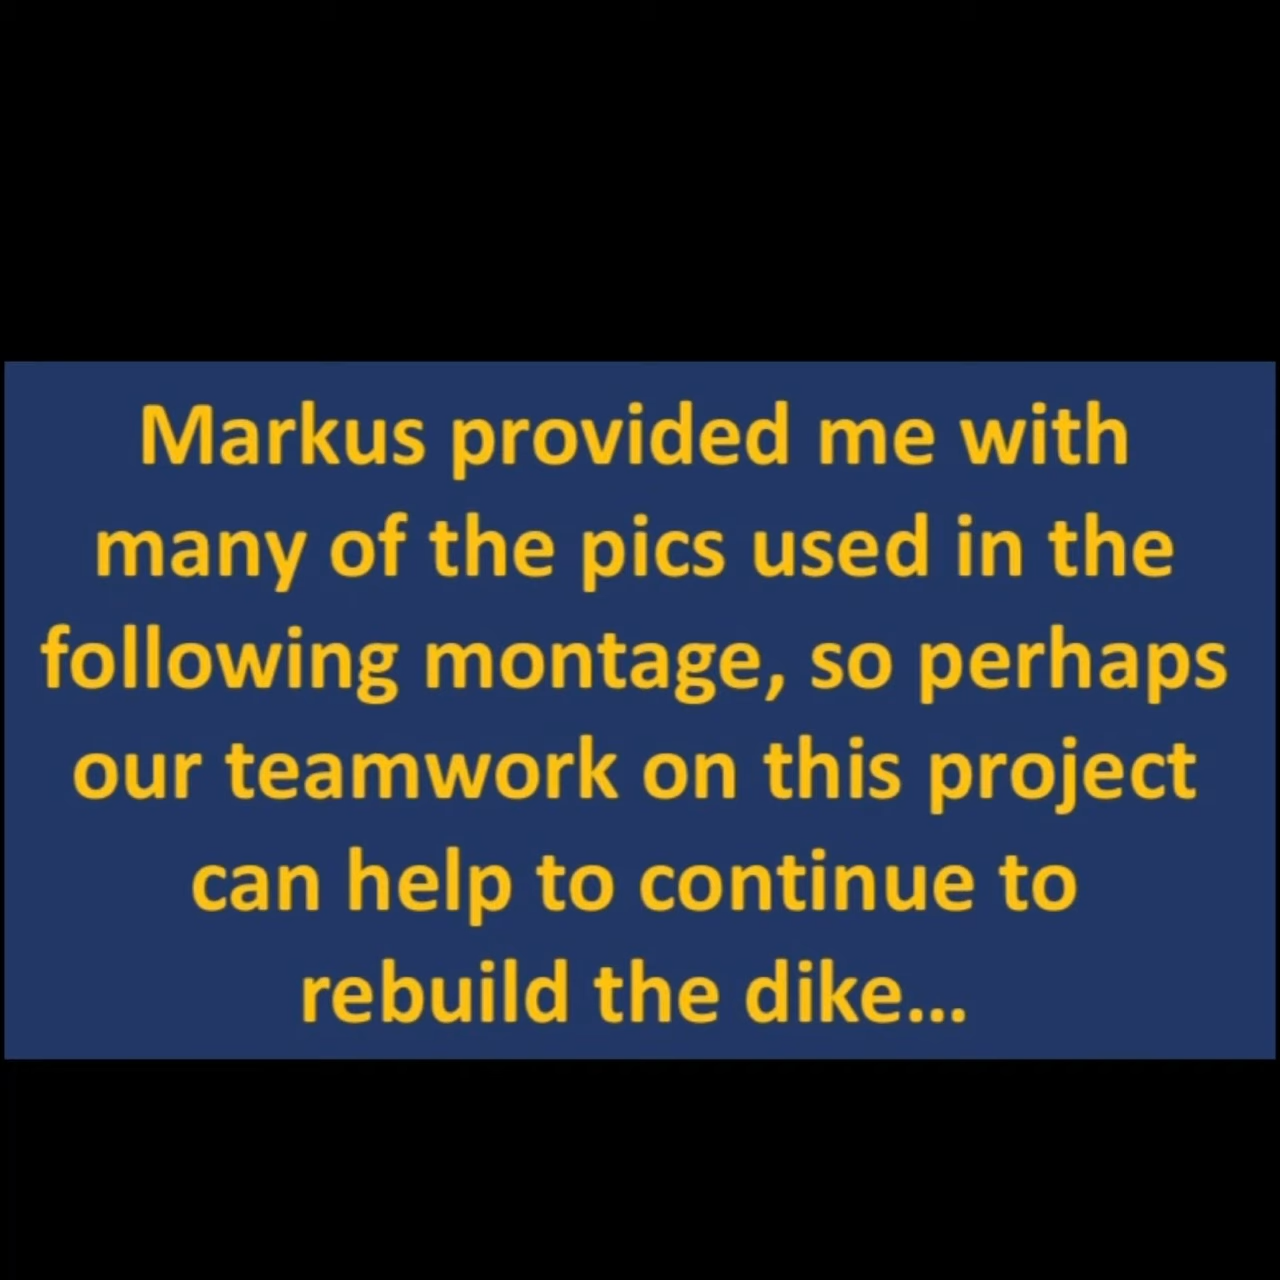 Markus provided me with
many of the pics used in the
following montage, so perhaps
our teamwork on this project
can help to continue to
rebuild the dike...